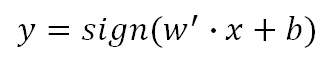 y = sign(w' · x + b)